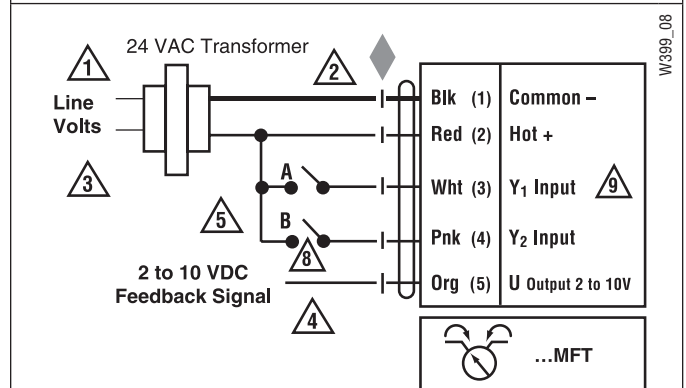 W399_08
24 VAC Transformer
1
2
Line
Volts
3
Blk (1) Common –
Red (2) Hot +
A
Wht (3) Y₁ Input
9
5
B
8
Pnk (4) Y₂ Input
2 to 10 VDC
Feedback Signal
4
Org (5) U Output 2 to 10V
...MFT